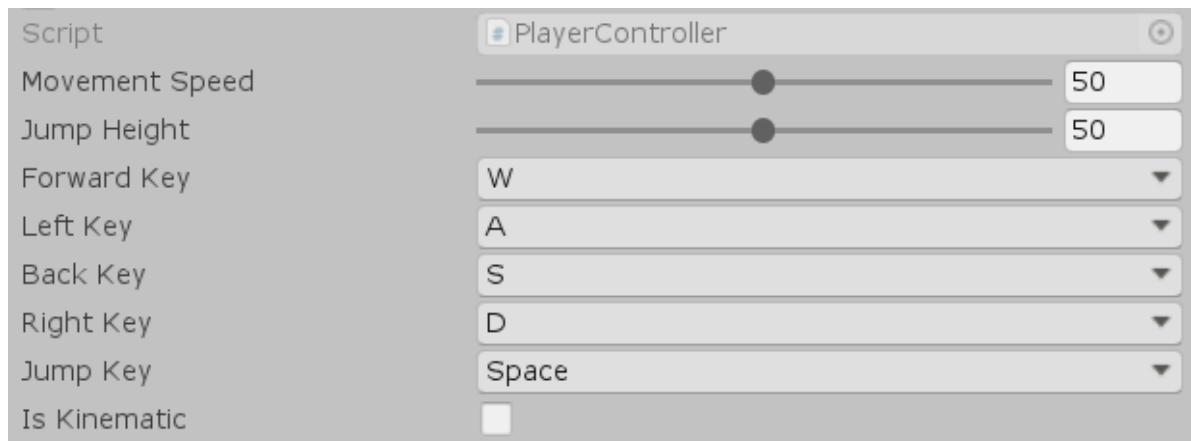 Script PlayerController
Movement Speed 50
Jump Height 50
Forward Key W
Left Key A
Back Key S
Right Key D
Jump Key Space
Is Kinematic